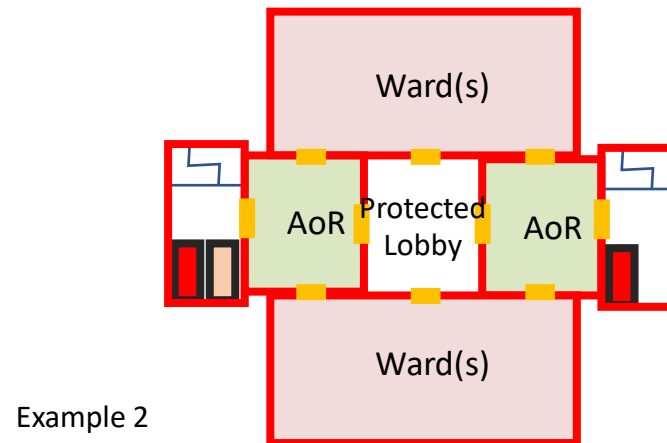 Ward(s)
AoR
Protected
Lobby
AoR
Ward(s)
Example 2